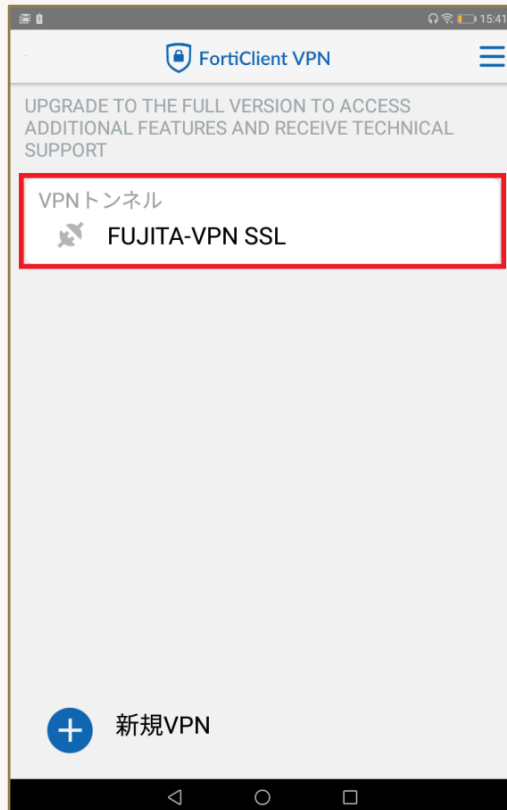 15:41
FortiClient VPN
UPGRADE TO THE FULL VERSION TO ACCESS
ADDITIONAL FEATURES AND RECEIVE TECHNICAL
SUPPORT
VPNトンネル
FUJITA-VPN SSL
新規VPN